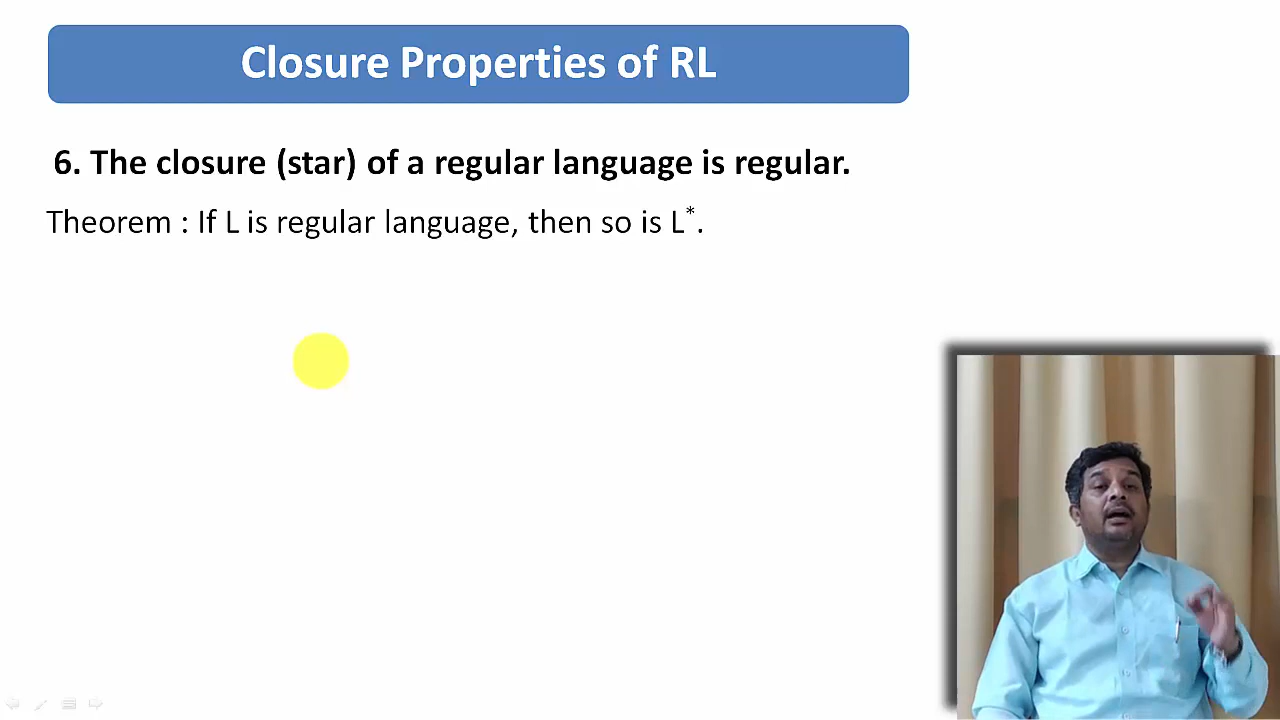 Closure Properties of RL
6. The closure (star) of a regular language is regular.
Theorem : If L is regular language, then so is L*.